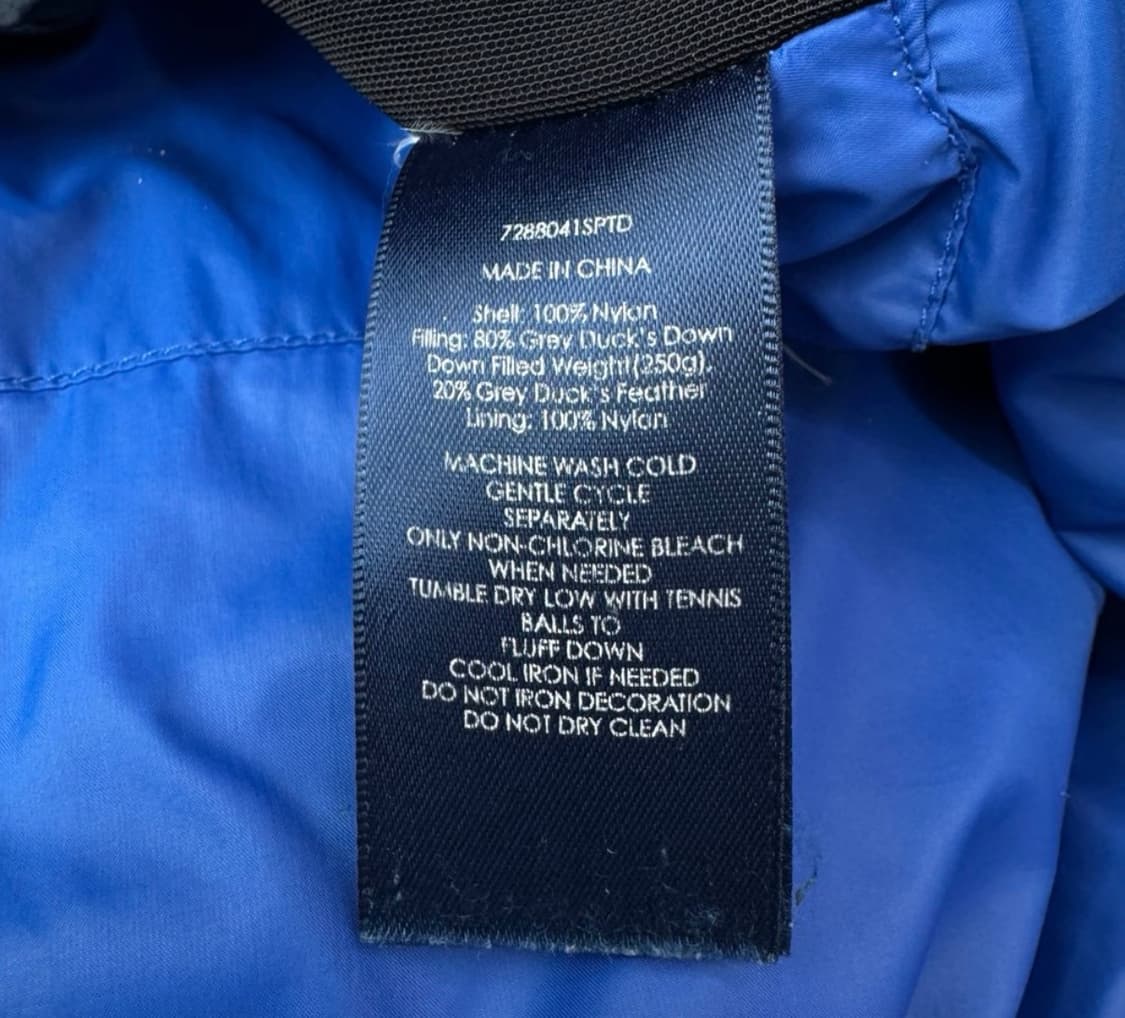 7288041SPTD
MADE IN CHINA
Shell: 100% Nylon
Filling: 80% Grey Duck's Down
Down Filled Weight(250g),
20% Grey Duck's Feather
Lining: 100% Nylon
MACHINE WASH COLD
GENTLE CYCLE
SEPARATELY
ONLY NON-CHLORINE BLEACH
WHEN NEEDED
TUMBLE DRY LOW WITH TENNIS
BALLS TO
FLUFF DOWN
COOL IRON IF NEEDED
DO NOT IRON DECORATION
DO NOT DRY CLEAN